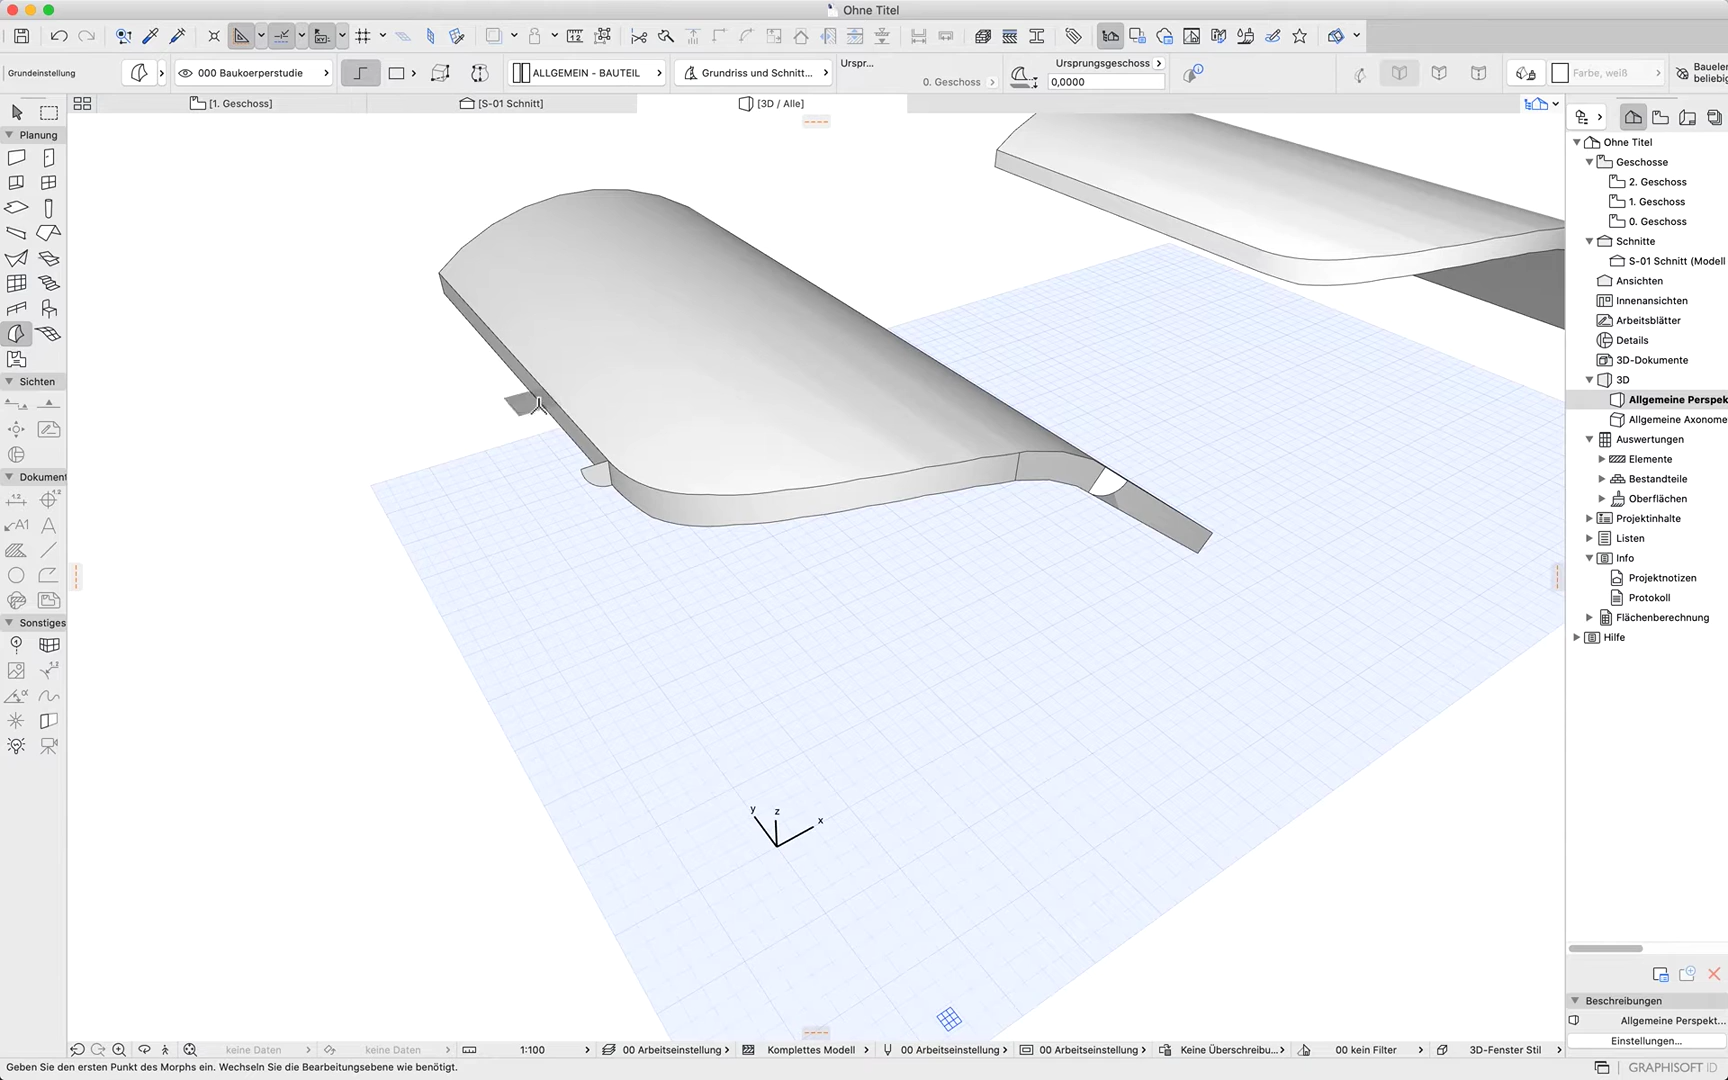 Ohne Titel
Grundeinstellung
000 Baukoerperstudie
ALLGEMEIN - BAUTEIL
Grundriss und Schnitt...
Urspr...
0. Geschoss
Ursprungsgeschoss
0,0000
Farbe, weiß
Bauele
beliebig
[1. Geschoss]
[S-01 Schnitt]
[3D / Alle]
Planung
Sichten
Dokument
Sonstiges
Ohne Titel
Geschosse
2. Geschoss
1. Geschoss
0. Geschoss
Schnitte
S-01 Schnitt (Modell
Ansichten
Innenansichten
Arbeitsblätter
Details
3D-Dokumente
3D
Allgemeine Perspek
Allgemeine Axonome
Auswertungen
Elemente
Bestandteile
Oberflächen
Projektinhalte
Listen
Info
Projektnotizen
Protokoll
Flächenberechnung
Hilfe
y
z
x
Beschreibungen
Allgemeine Perspekt...
Einstellungen...
keine Daten
keine Daten
1:100
00 Arbeitseinstellung
Komplettes Modell
00 Arbeitseinstellung
00 Arbeitseinstellung
Keine Überschreibu...
00 kein Filter
3D-Fenster Stil
Geben Sie den ersten Punkt des Morphs ein. Wechseln Sie die Bearbeitungsebene wie benötigt.
GRAPHISOFT ID